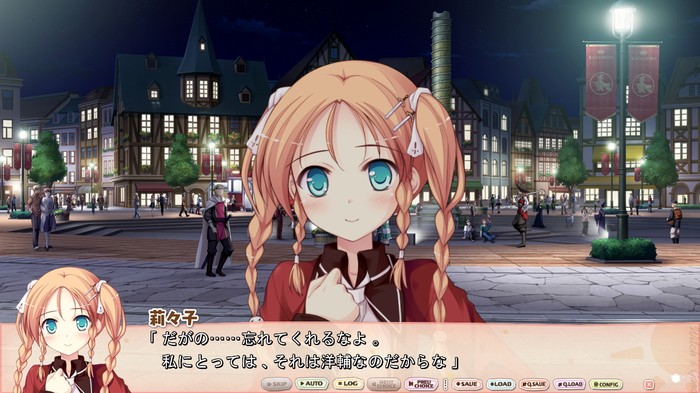 莉々子
「だがの……忘れてくれるなよ。
私にとっては、それは洋輔なのだからな」
SKIP AUTO LOG NEXT CHOICE PREV CHOICE SAVE LOAD Q.SAVE Q.LOAD CONFIG